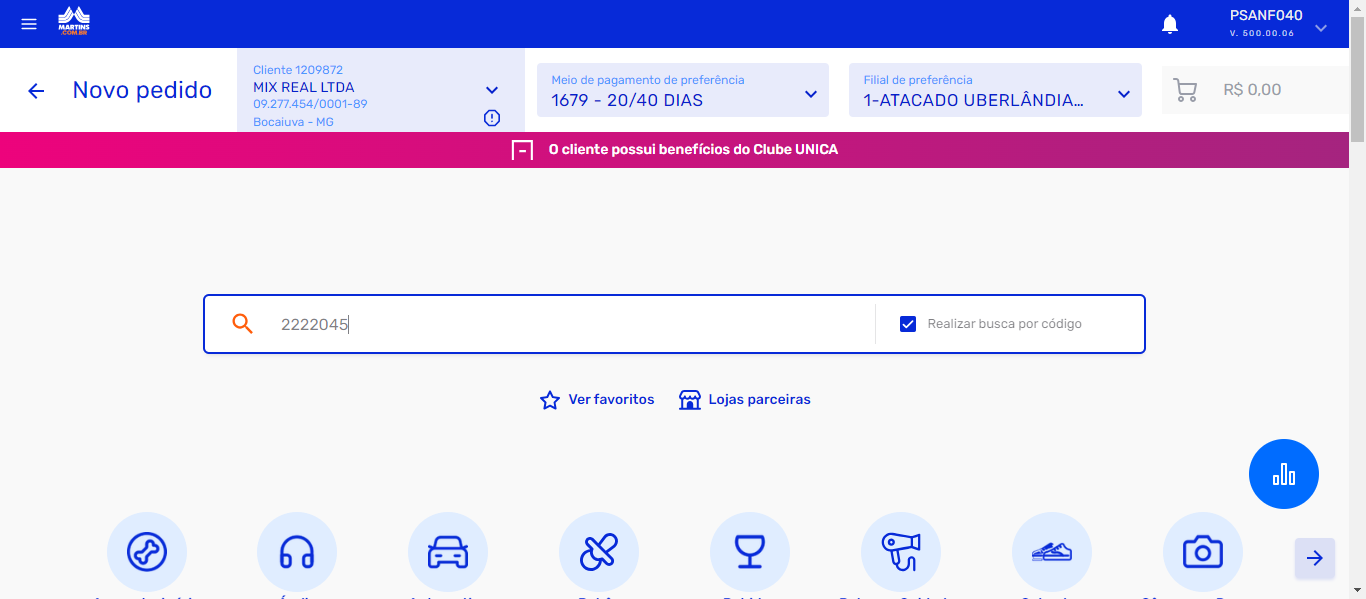 MARTINS
.COM.BR
PSANF040
V. 500.00.06
Novo pedido
Cliente 1209872
MIX REAL LTDA
09.277.454/0001-89
Bocaiuva - MG
Meio de pagamento de preferência
1679 - 20/40 DIAS
Filial de preferência
1-ATACADO UBERLÂNDIA...
R$ 0,00
O cliente possui benefícios do Clube UNICA
2222045
Realizar busca por código
Ver favoritos
Lojas parceiras